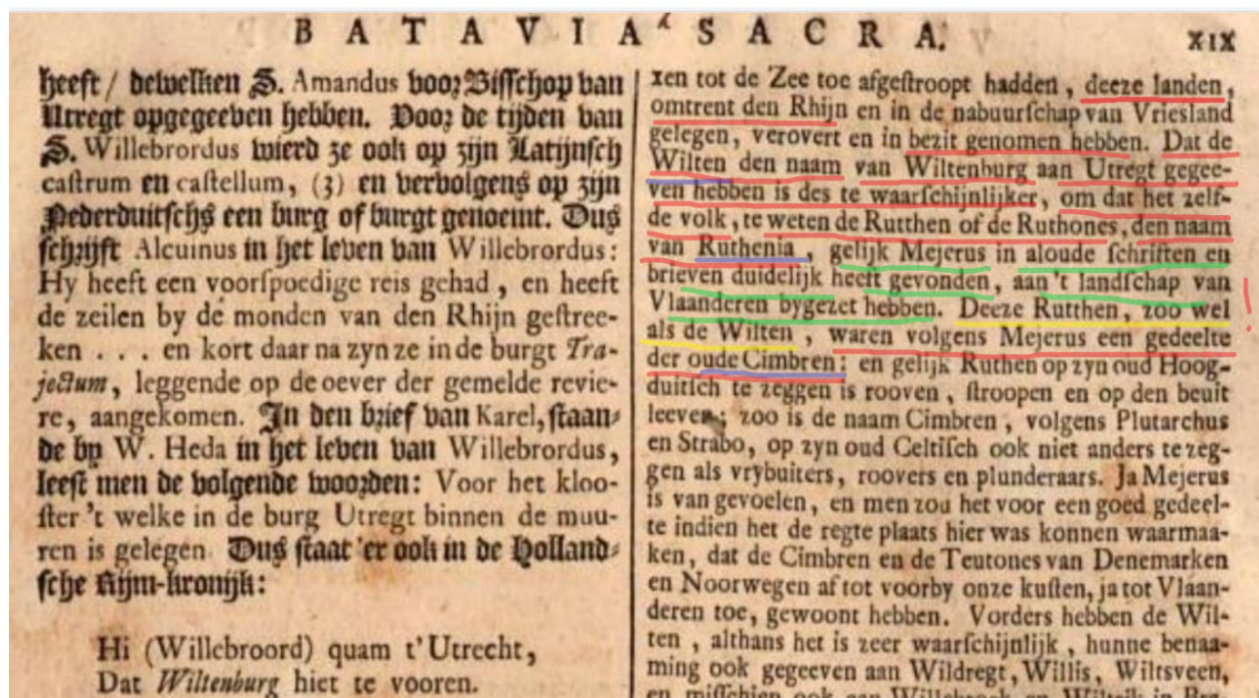 BATAVIA SACRA.
XIX
heeft / dewelken S. Amandus voor Bisschop van
Utregt opgegeeven hebben. Voor de tijden van
S. Willebrordus wierd ze ook op zijn Latijnsch
castrum en castellum, (3) en vervolgens op zijn
Nederduitschs een burg of burgt genoemt. Dus
schrijft Alcuinus in het leven van Willebrordus:
Hy heeft een voorspoedige reis gehad, en heeft
de zeilen by de monden van den Rhijn gestree-
ken . . . en kort daar na zyn ze in de burgt Tra-
jectum, leggende op de oever der gemelde revie-
re, aangekomen. In den brief van Karel, staan-
de by W. Heda in het leven van Willebrordus,
leest men de volgende woorden: Voor het kloo-
ster 't welke in de burg Utregt binnen de muu-
ren is gelegen. Dus staat 'er ook in de Holland-
sche Rijm-kronijk:
Hi (Willebroord) quam t'Utrecht,
Dat Wiltenburg hiet te vooren.
xen tot de Zee toe afgestroopt hadden, deeze landen,
omtrent den Rhijn en in de nabuurschap van Vriesland
gelegen, verovert en in bezit genomen hebben. Dat de
Wilten den naam van Wiltenburg aan Utregt gegee-
ven hebben is des te waarschijnlijker, om dat het zelf-
de volk, te weten de Rutthen of de Ruthones, den naam
van Ruthenia, gelijk Mejerus in aloude schriften en
brieven duidelijk heeft gevonden, aan 't landschap van
Vlaanderen bygezet hebben. Deeze Rutthen, zoo wel
als de Wilten, waren volgens Mejerus een gedeelte
der oude Cimbren; en gelijk Ruthen op zyn oud Hoog-
duitsch te zeggen is rooven, stroopen en op den beuit
leeven; zoo is de naam Cimbren, volgens Plutarchus
en Strabo, op zyn oud Celtisch ook niet anders te zeg-
gen als vrybuiters, roovers en plunderaars. Ja Mejerus
is van gevoelen, en men zou het voor een goed gedeel-
te indien het de regte plaats hier was konnen waarmaa-
ken, dat de Cimbren en de Teutones van Denemarken
en Noorwegen af tot voorby onze kusten, ja tot Vlaan-
deren toe, gewoont hebben. Vorders hebben de Wil-
ten, althans het is zeer waarschijnlijk, hunne benaa-
ming ook gegeeven aan Wildregt, Willis, Wiltsveen,
en misschien ook aan